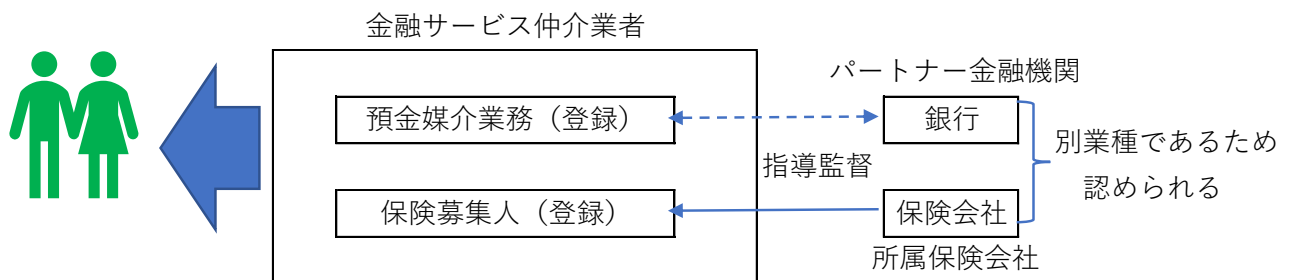 金融サービス仲介業者
パートナー金融機関
預金媒介業務（登録）
銀行
別業種であるため
認められる
指導監督
保険募集人（登録）
保険会社
所属保険会社